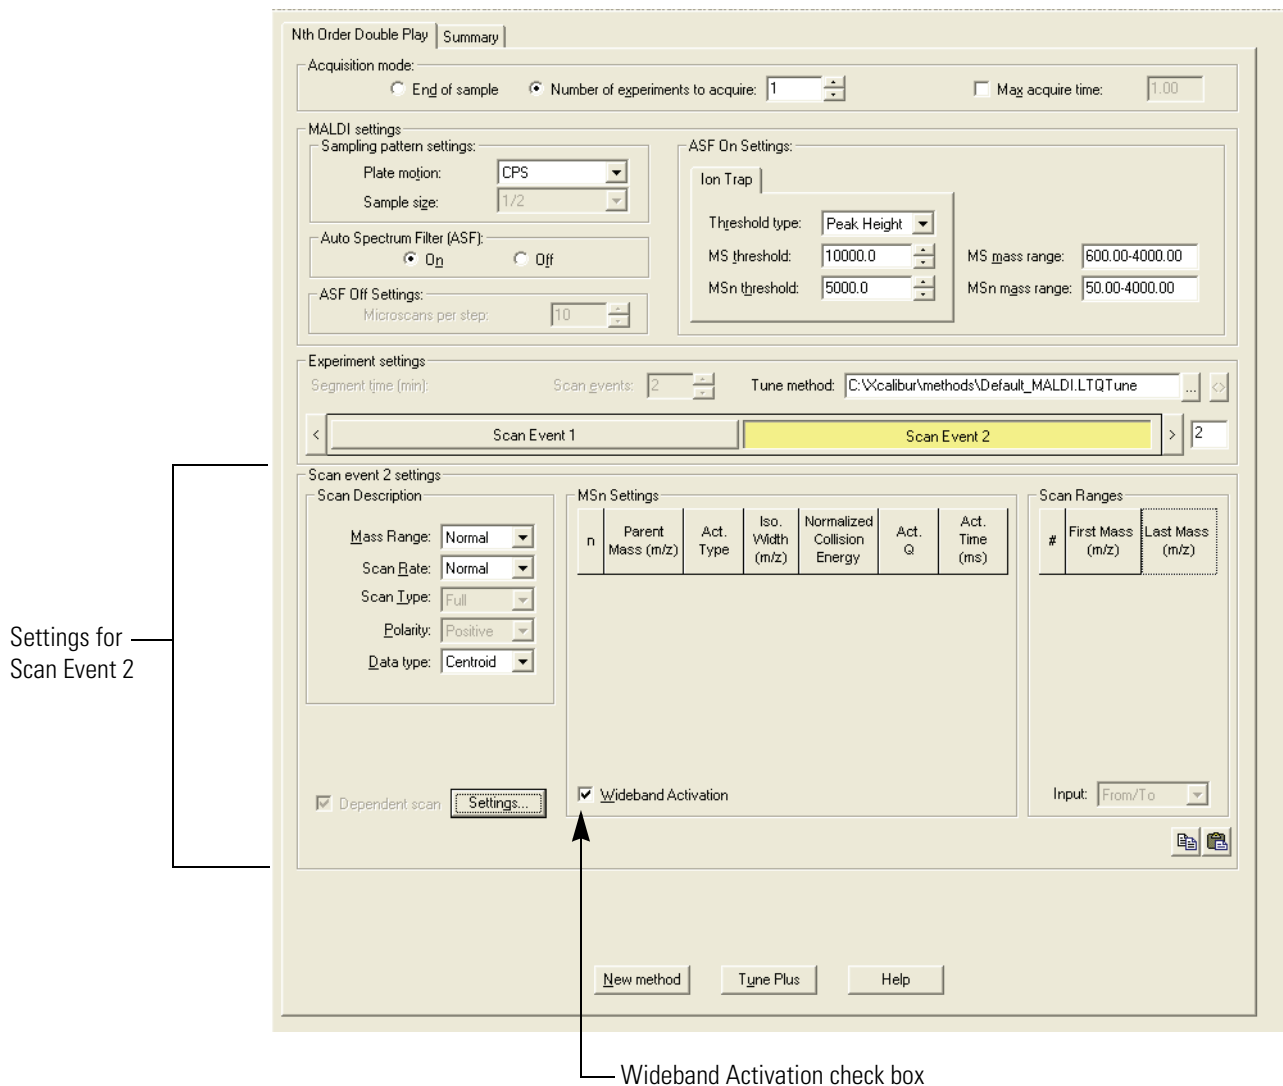 Nth Order Double Play Summary
Acquisition mode:
End of sample Number of experiments to acquire: 1 Max acquire time: 1.00
MALDI settings
Sampling pattern settings:
Plate motion: CPS
Sample size: 1/2
Auto Spectrum Filter (ASF):
On Off
ASF Off Settings:
Microscans per step: 10
ASF On Settings:
Ion Trap
Threshold type: Peak Height
MS threshold: 10000.0 MS mass range: 600.00-4000.00
MSn threshold: 5000.0 MSn mass range: 50.00-4000.00
Experiment settings
Segment time (min): Scan events: 2 Tune method: C:\Xcalibur\methods\Default_MALDI.LTQTune ... <>
< Scan Event 1 Scan Event 2 > 2
Settings for
Scan Event 2
Scan event 2 settings
Scan Description
Mass Range: Normal
Scan Rate: Normal
Scan Type: Full
Polarity: Positive
Data type: Centroid
Dependent scan Settings...
MSn Settings
n Parent Mass (m/z) Act. Type Iso. Width (m/z) Normalized Collision Energy Act. Q Act. Time (ms)
Wideband Activation
Scan Ranges
# First Mass (m/z) Last Mass (m/z)
Input: From/To
New method Tune Plus Help
Wideband Activation check box